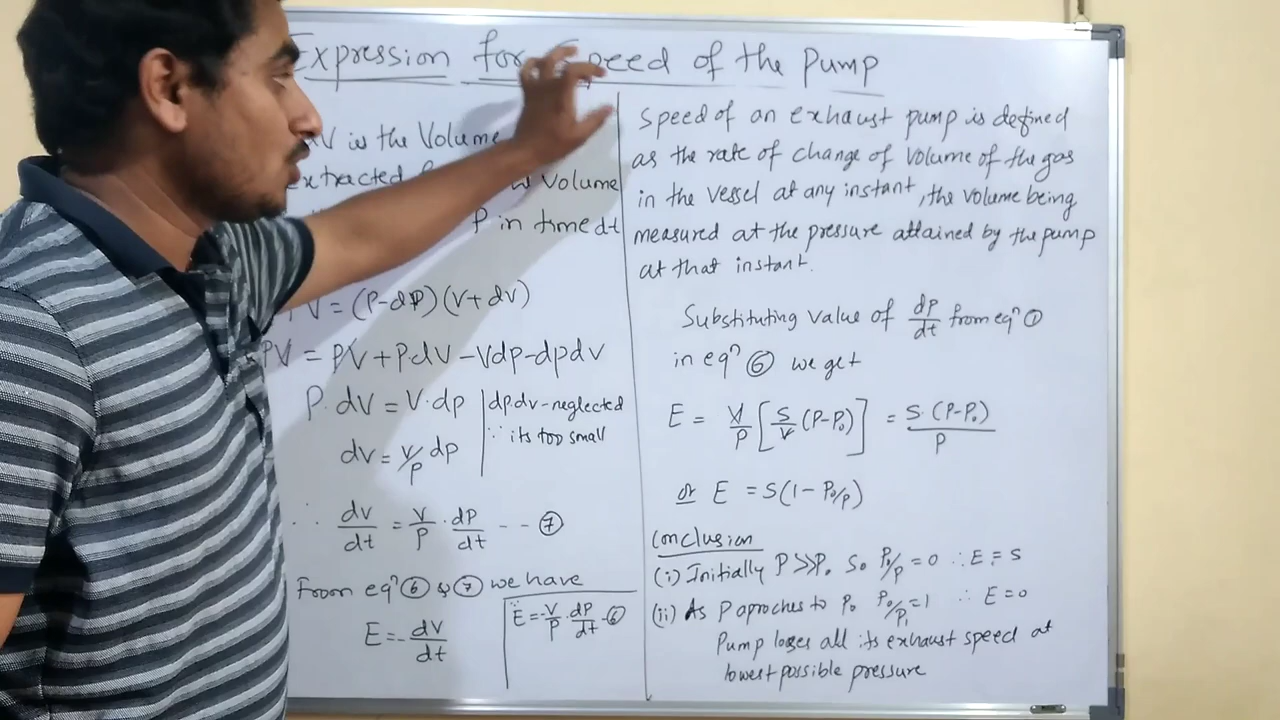 Expression for Speed of the Pump
dV is the Volume
extracted the Volume
P in time dt
V = (P-dP)(V+dV)
PV = PV + PdV - Vdp - dpdV
P. dV = V.dp | dpdv-neglected
∵ its too small
dV = V/P dP
∴ dV/dt = V/P . dP/dt --- ⑦
From eqⁿ ⑥ & ⑦ we have
E = - dV/dt
∵ E = -V/P . dP/dt -⑥
Speed of an exhaust pump is defined
as the rate of change of Volume of the gas
in the vessel at any instant, the volume being
measured at the pressure attained by the pump
at that instant.
Substituting value of dP/dt from eqⁿ ①
in eqⁿ ⑥ we get
E = V/P [S/V (P-P₀)] = S.(P-P₀)/P
or E = S(1-P₀/P)
Conclusion
(i) Initially P>>P₀ So P₀/P = 0 ∴ E = S
(ii) As P aproches to P₀ P₀/P, = 1 ∴ E = 0
Pump loses all its exhaust speed at
lowest possible pressure